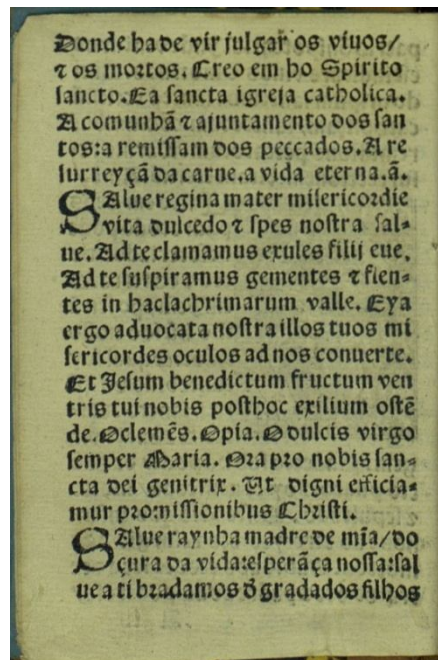 Donde ha de vir julgar os viuos/
⁊ os mortos. Creo em ho Spirito
sancto. Ea sancta igreja catholica.
A comunhã ⁊ ajuntamento dos san
tos: a remissam dos peccados. A re
surreyçã da carne. a vida eterna. ã.
SAlue regina mater misericordie
vita dulcedo ⁊ spes nostra sal-
ue. Ad te clamamus exules filij eue.
Ad te suspiramus gementes ⁊ flen-
tes in haclachrimarum valle. Eya
ergo aduocata nostra illos tuos mi
sericordes oculos ad nos conuerte.
Et Jesum benedictum fructum ven
tris tui nobis posthoc exilium ostẽ
de. O clemẽs. O pia. O dulcis virgo
semper Maria. Ora pro nobis san-
cta dei genitrix. Ut digni efficia-
mur promissionibus Christi.
SAlue raynha madre de mĩa/do
çura da vida: esperãça nossa: sal
ue a ti bradamos d̃gradados filhos